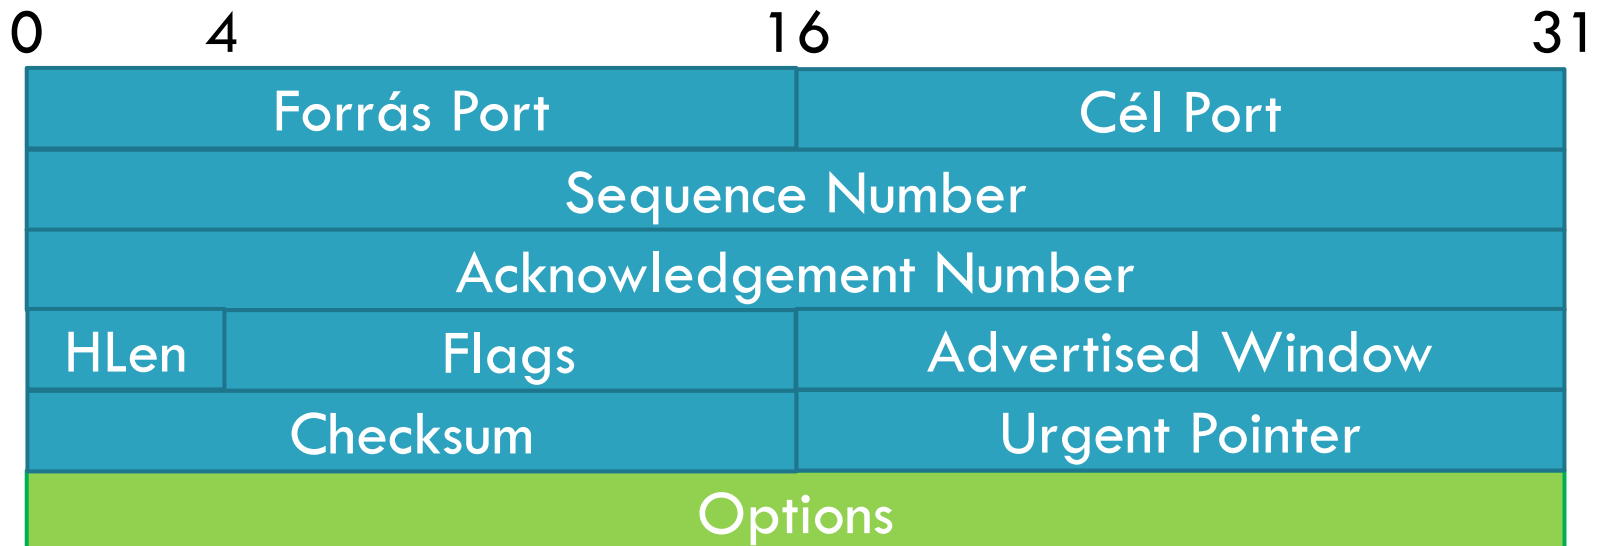 0 4 16 31
Forrás Port Cél Port
Sequence Number
Acknowledgement Number
HLen Flags Advertised Window
Checksum Urgent Pointer
Options